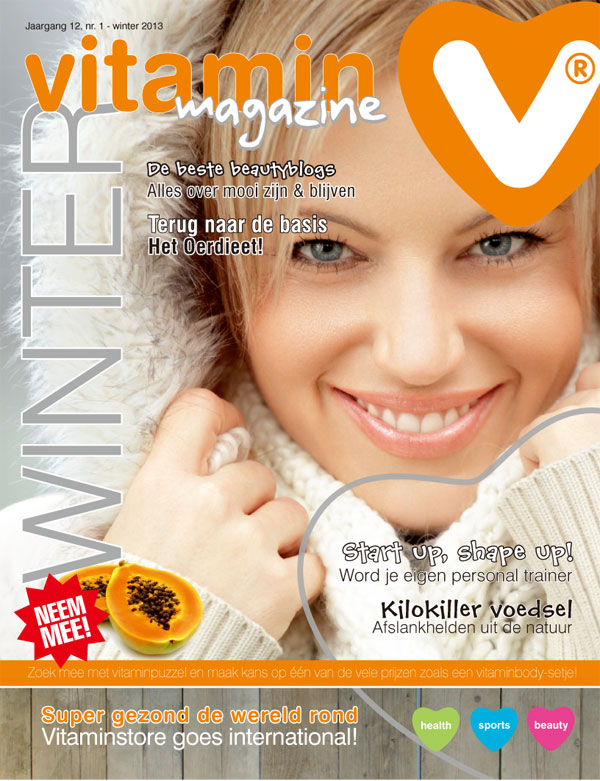 Jaargang 12, nr. 1 - winter 2013
vitamin
magazine
V®
WINTER
De beste beautyblogs
Alles over mooi zijn & blijven
Terug naar de basis
Het Oerdieet!
Start up, shape up!
Word je eigen personal trainer
Kilokiller voedsel
Afslankhelden uit de natuur
NEEM
MEE!
Zoek mee met vitaminpuzzel en maak kans op één van de vele prijzen zoals een vitaminbody-setje!
Super gezond de wereld rond
Vitaminstore goes international!
health
sports
beauty